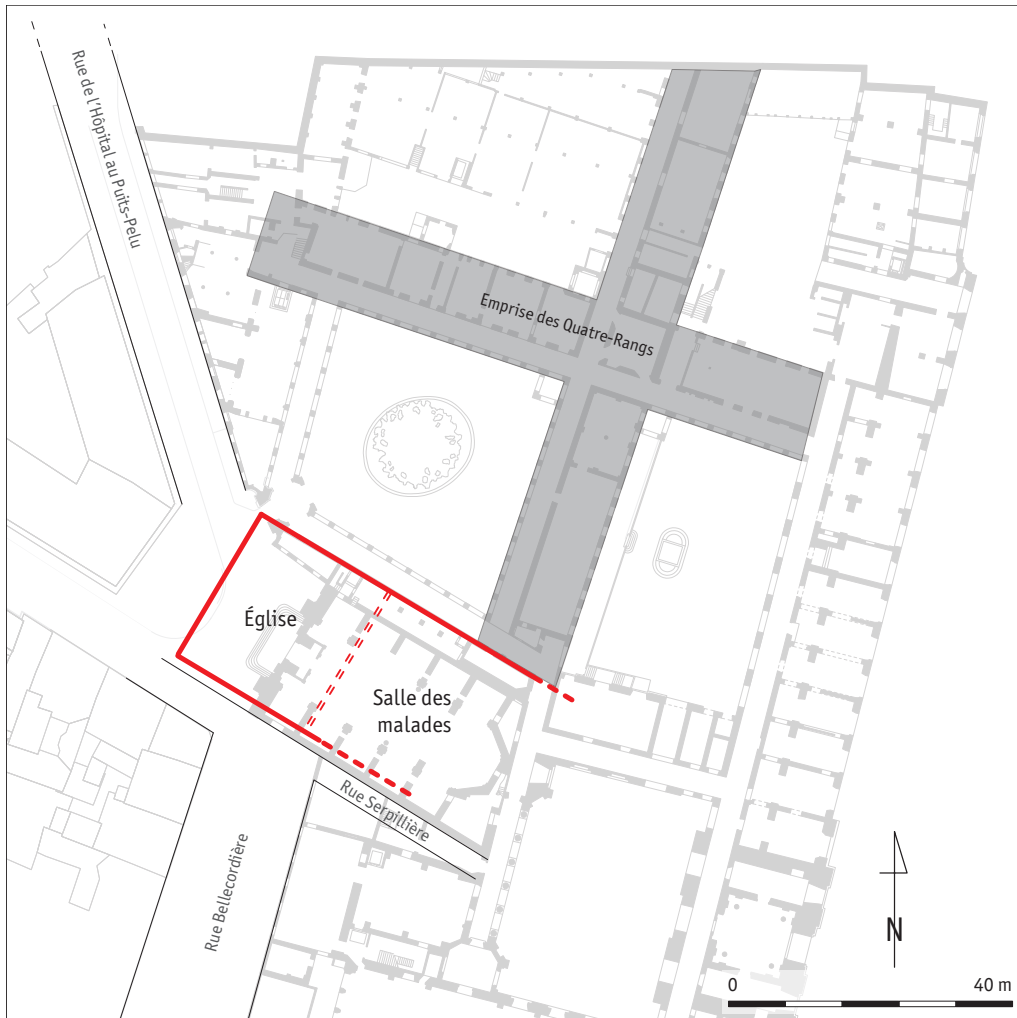 Rue de l'Hôpital au Puits-Pelu
Emprise des Quatre-Rangs
Église
Salle des
malades
Rue Serpillière
Rue Bellecordière
N
0 40 m